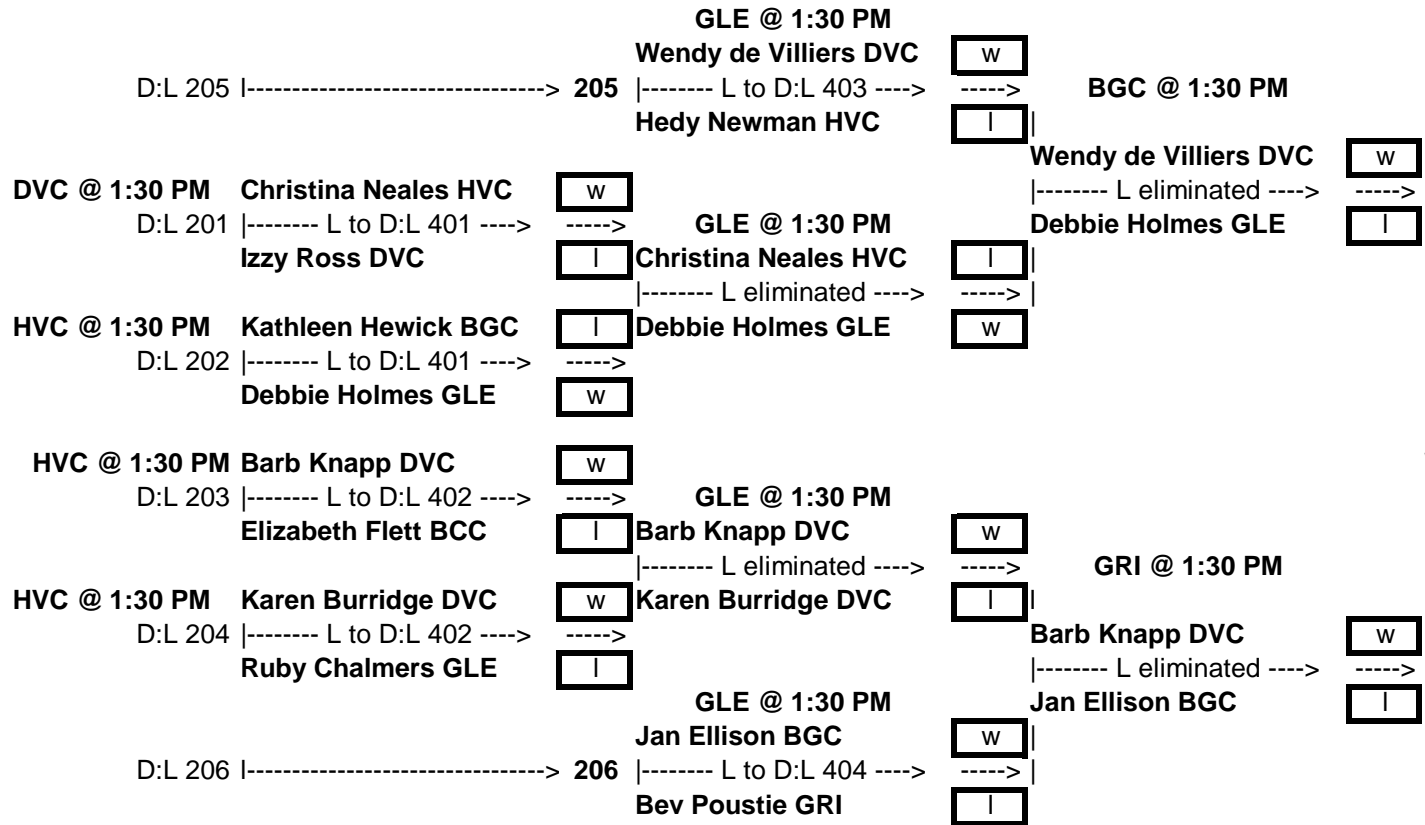 GLE @ 1:30 PM
Wendy de Villiers DVC w
D:L 205 l---------------------------------> 205 |-------- L to D:L 403 ----> -----> BGC @ 1:30 PM
Hedy Newman HVC l |
Wendy de Villiers DVC w
DVC @ 1:30 PM Christina Neales HVC w |-------- L eliminated ----> ----->
D:L 201 |-------- L to D:L 401 ----> -----> GLE @ 1:30 PM Debbie Holmes GLE l
Izzy Ross DVC l Christina Neales HVC l |
|-------- L eliminated ----> -----> |
HVC @ 1:30 PM Kathleen Hewick BGC l Debbie Holmes GLE w
D:L 202 |-------- L to D:L 401 ----> ----->
Debbie Holmes GLE w
HVC @ 1:30 PM Barb Knapp DVC w
D:L 203 |-------- L to D:L 402 ----> -----> GLE @ 1:30 PM
Elizabeth Flett BCC l Barb Knapp DVC w
|-------- L eliminated ----> -----> GRI @ 1:30 PM
HVC @ 1:30 PM Karen Burridge DVC w Karen Burridge DVC l l
D:L 204 |-------- L to D:L 402 ----> -----> Barb Knapp DVC w
Ruby Chalmers GLE l |-------- L eliminated ----> ----->
GLE @ 1:30 PM Jan Ellison BGC l
Jan Ellison BGC w |
D:L 206 l---------------------------------> 206 |-------- L to D:L 404 ----> -----> |
Bev Poustie GRI l